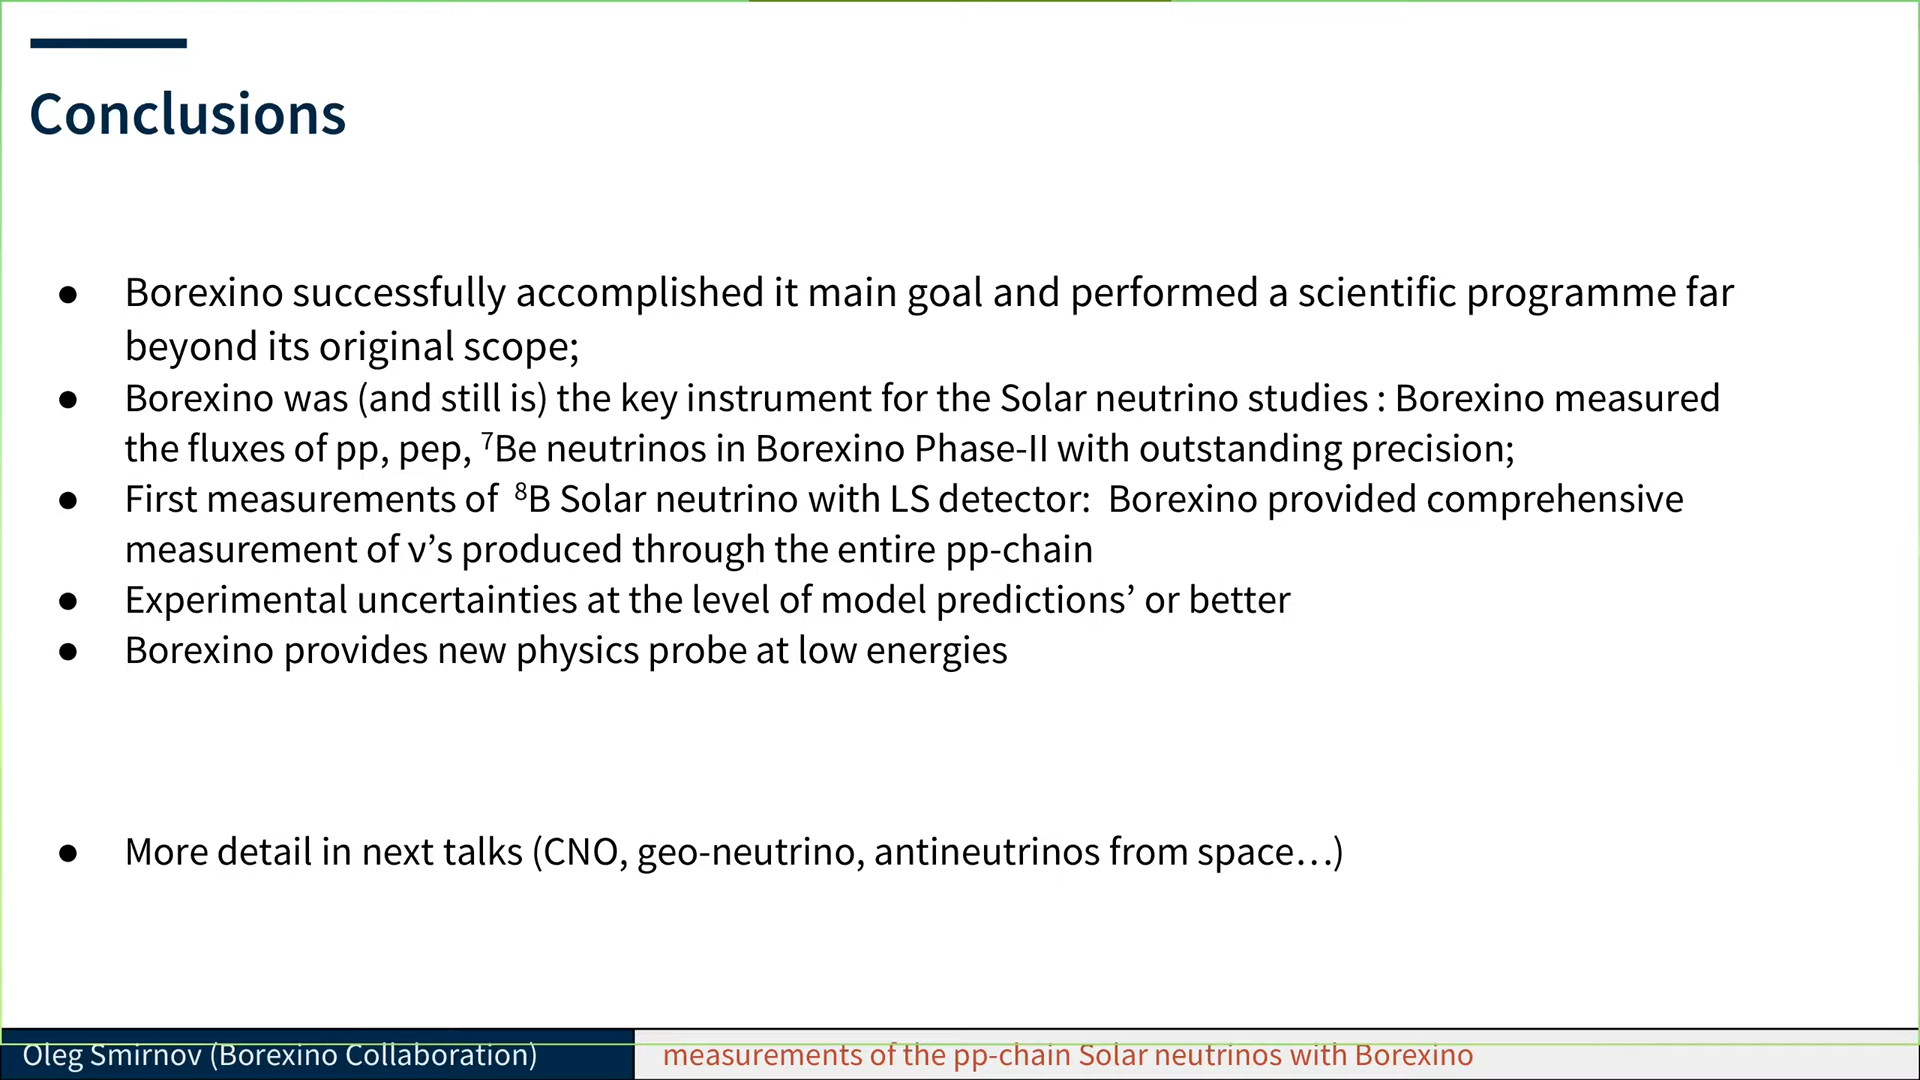 Conclusions
● Borexino successfully accomplished it main goal and performed a scientific programme far
beyond its original scope;
● Borexino was (and still is) the key instrument for the Solar neutrino studies : Borexino measured
the fluxes of pp, pep, ⁷Be neutrinos in Borexino Phase-II with outstanding precision;
● First measurements of ⁸B Solar neutrino with LS detector: Borexino provided comprehensive
measurement of ν’s produced through the entire pp-chain
● Experimental uncertainties at the level of model predictions’ or better
● Borexino provides new physics probe at low energies
● More detail in next talks (CNO, geo-neutrino, antineutrinos from space…)
Oleg Smirnov (Borexino Collaboration)
measurements of the pp-chain Solar neutrinos with Borexino